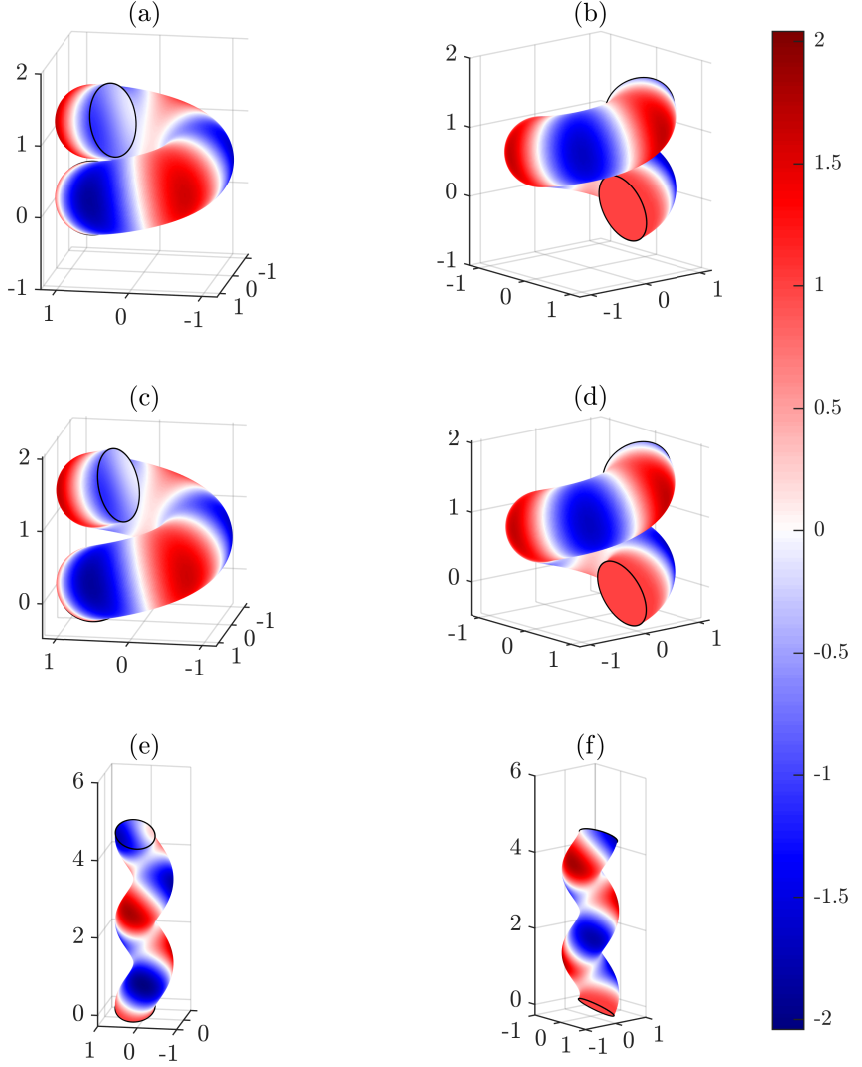 (a) (b)
2 2 2
1 1 1.5
0 0 1
-1 -1 0.5
1 0 -1 1 0 -1
-1 0 1 -1 0 1
(c) (d) 0
2 2
1 1 -0.5
0 0
1 0 -1 1 0 -1
-1 0 1 -1 0 1
(e) (f) -1
6 6
4 4 -1.5
2 2
0 0 -2
1 0 -1 0
-1 0 1 -1 0 1